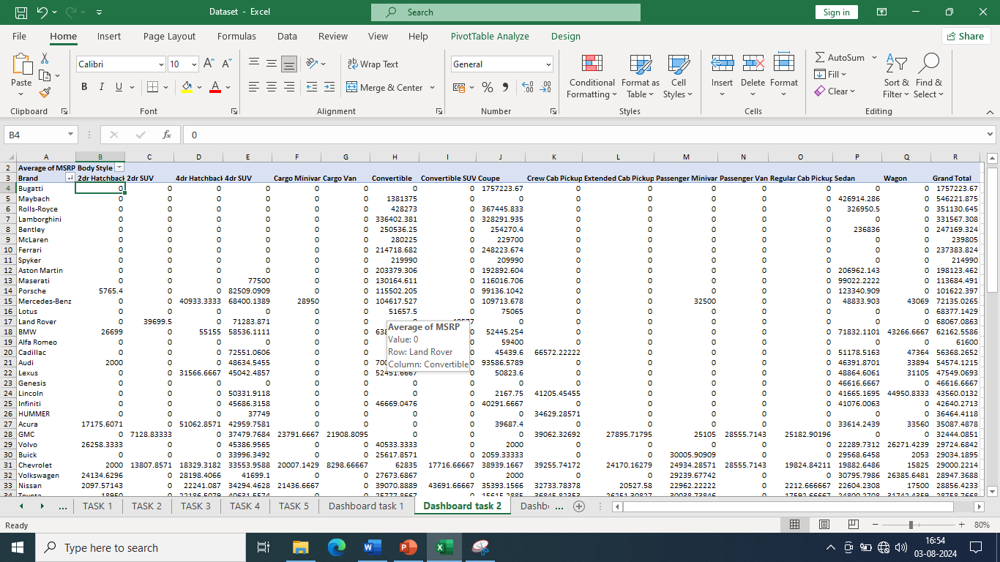 Dataset - Excel
Search
Sign in
File Home Insert Page Layout Formulas Data Review View Help PivotTable Analyze Design Share
Paste
Calibri 10
B I U
Wrap Text
Merge & Center
General
Conditional Formatting
Format as Table
Cell Styles
Insert Delete Format
AutoSum
Fill
Clear
Sort & Filter
Find & Select
Clipboard Font Alignment Number Styles Cells Editing
B4 fx 0
A B C D E F G H I J K L M N O P Q R
2 Average of MSRP Body Style
3 Brand 2dr Hatchback 2dr SUV 4dr Hatchback 4dr SUV Cargo Minivan Cargo Van Convertible Convertible SUV Coupe Crew Cab Pickup Extended Cab Pickup Passenger Minivan Passenger Van Regular Cab Pickup Sedan Wagon Grand Total
4 Bugatti 0 0 0 0 0 0 0 0 1757223.67 0 0 0 0 0 0 0 1757223.67
5 Maybach 0 0 0 0 0 0 1381375 0 0 0 0 0 0 0 426914.286 0 546221.875
6 Rolls-Royce 0 0 0 0 0 0 428273 0 367445.833 0 0 0 0 0 326950.5 0 351130.645
7 Lamborghini 0 0 0 0 0 0 336402.381 0 328291.935 0 0 0 0 0 0 0 331567.308
8 Bentley 0 0 0 0 0 0 250536.25 0 254270.4 0 0 0 0 0 236836 0 247169.324
9 McLaren 0 0 0 0 0 0 280225 0 229700 0 0 0 0 0 0 0 239805
10 Ferrari 0 0 0 0 0 0 214718.682 0 248223.674 0 0 0 0 0 0 0 237383.824
11 Spyker 0 0 0 0 0 0 219990 0 209990 0 0 0 0 0 0 0 214990
12 Aston Martin 0 0 0 0 0 0 203379.306 0 192892.604 0 0 0 0 0 206962.143 0 198123.462
13 Maserati 0 0 0 77500 0 0 130164.611 0 116016.706 0 0 0 0 0 99022.2222 0 113684.491
14 Porsche 5765.4 0 0 82509.0909 0 0 115502.205 0 99136.1042 0 0 0 0 0 123340.909 0 101622.397
15 Mercedes-Benz 0 0 40933.3333 68400.1389 28950 0 104617.527 0 109713.678 0 0 32500 0 0 48833.903 43069 72135.0265
16 Lotus 0 0 0 0 0 0 51657.5 0 75065 0 0 0 0 0 0 0 68377.1429
17 Land Rover 0 39699.5 0 71283.871 0 0 0 0 0 0 0 0 0 0 68067.0863
18 BMW 26699 0 55155 58536.1111 0 0 0 52445.254 0 0 0 0 0 71832.1101 43266.6667 62162.5586
19 Alfa Romeo 0 0 0 0 0 0 0 59400 0 0 0 0 0 0 0 61600
20 Cadillac 0 0 0 72551.0606 0 0 0 45439.6 66572.22222 0 0 0 0 51178.5163 47364 56368.2652
21 Audi 2000 0 0 48634.5455 0 0 0 93586.5789 0 0 0 0 0 46391.8701 33894 54574.1215
22 Lexus 0 0 31566.6667 45042.4857 0 0 52451.6667 0 50823.6 0 0 0 0 0 48864.6061 31105 47549.0693
23 Genesis 0 0 0 0 0 0 0 0 0 0 0 0 0 0 46616.6667 0 46616.6667
24 Lincoln 0 0 0 50331.9118 0 0 0 0 2167.75 41205.45455 0 0 0 0 41665.1695 44950.8333 43560.0132
25 Infiniti 0 0 0 45686.3158 0 0 46669.0476 0 40291.6667 0 0 0 0 0 41076.0063 0 42640.2713
26 HUMMER 0 0 0 37749 0 0 0 0 0 34629.28571 0 0 0 0 0 0 36464.4118
27 Acura 17175.6071 0 51062.8571 42959.7581 0 0 0 0 39687.4 0 0 0 0 0 33614.2439 33560 35087.4878
28 GMC 0 7128.83333 0 37479.7684 23791.6667 21908.8095 0 0 0 39062.32692 27895.71795 25105 28555.7143 25182.90196 0 0 32444.0851
29 Volvo 26258.3333 0 0 45386.9565 0 0 40533.3333 0 2000 0 0 0 0 0 22289.7312 26271.4239 29724.6842
30 Buick 0 0 0 33996.3492 0 0 25617.8571 0 2059.33333 0 0 30005.90909 0 0 29568.6458 2053 29034.1895
31 Chevrolet 2000 13807.8571 18329.3182 33553.9588 20007.1429 8298.66667 62835 17716.66667 38939.1667 39255.74172 24170.16279 24934.28571 28555.7143 19824.84211 19882.6486 15825 29000.2214
32 Volkswagen 24134.6296 0 28198.4066 41699.1 0 0 27673.6867 0 2000 0 0 29239.67742 0 0 30795.7986 26385.6481 28947.3688
33 Nissan 2097.57143 0 22241.087 34294.4628 21436.6667 0 39070.8889 43691.66667 35393.1566 32733.78378 20527.58 22962.22222 0 2212.666667 22604.2308 17500 28856.4233
Average of MSRP
Value: 0
Row: Land Rover
Column: Convertible
... TASK 1 TASK 2 TASK 3 TASK 4 TASK 5 Dashboard task 1 Dashboard task 2 Dashb ...
Ready 80%
Type here to search
16:54
03-08-2024